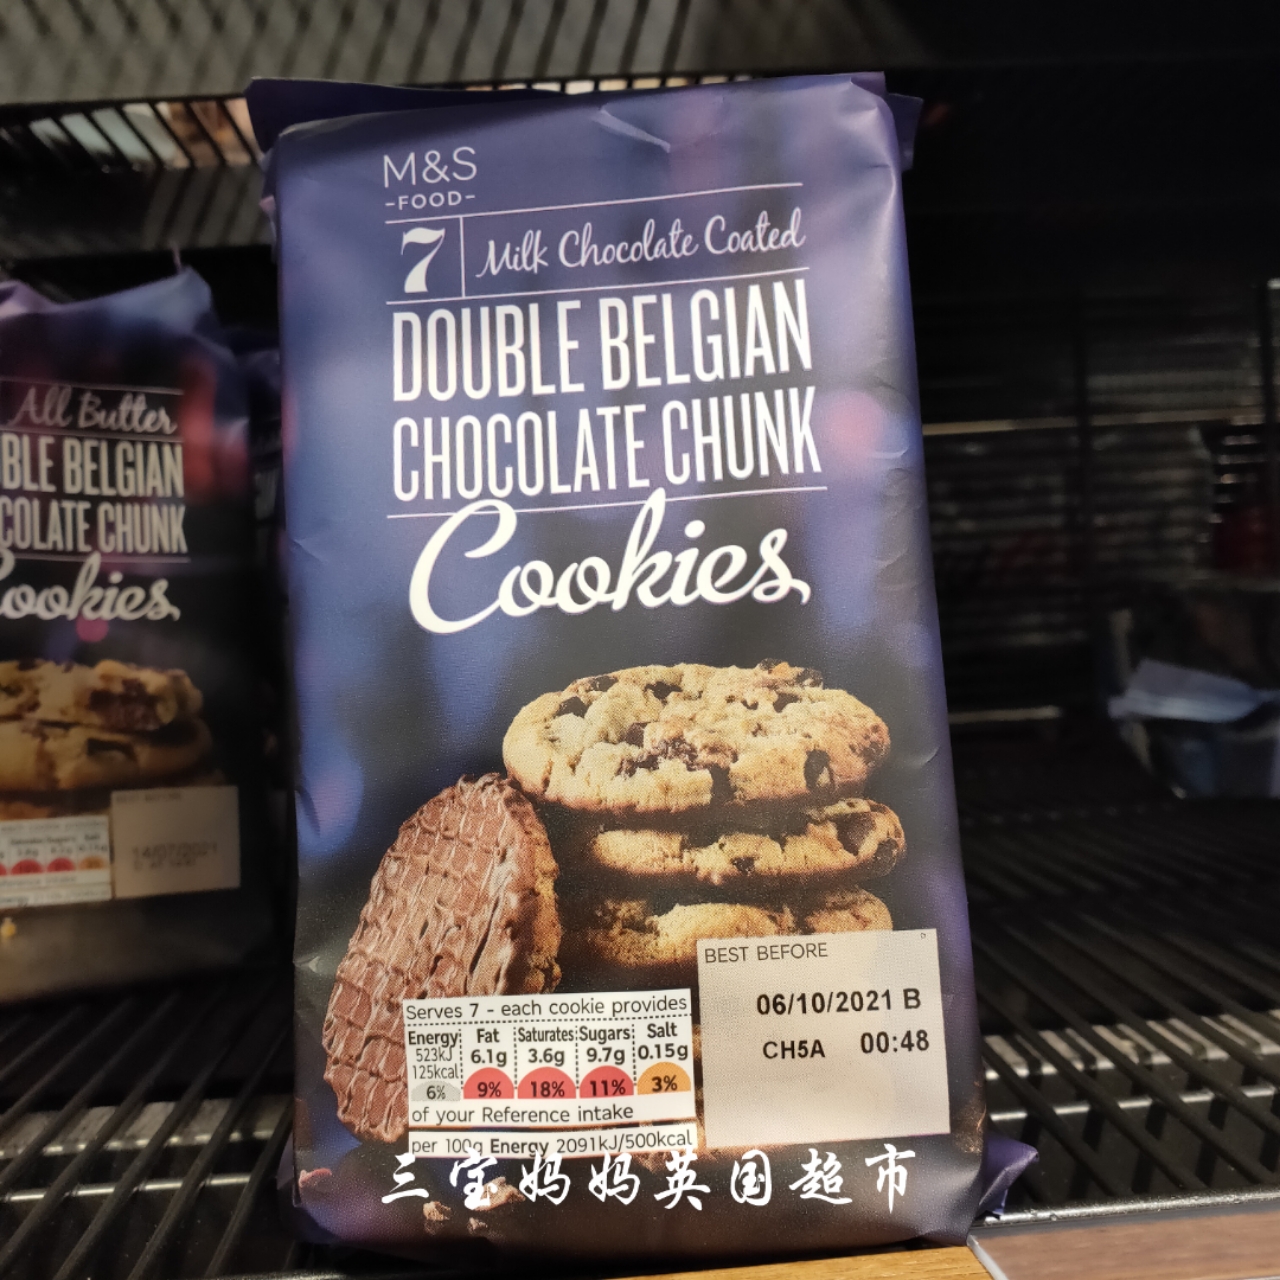 M&S
-FOOD-
7
Milk Chocolate Coated
DOUBLE BELGIAN
CHOCOLATE CHUNK
Cookies
Serves 7 - each cookie provides
Energy Fat Saturates Sugars Salt
523kJ 6.1g 3.6g 9.7g 0.15g
125kcal
6% 9% 18% 11% 3%
of your Reference intake
per 100g Energy 2091kJ/500kcal
BEST BEFORE
06/10/2021 B
CH5A 00:48
All Butter
BLE BELGIAN
COLATE CHUNK
ookies
三宝妈妈英国超市